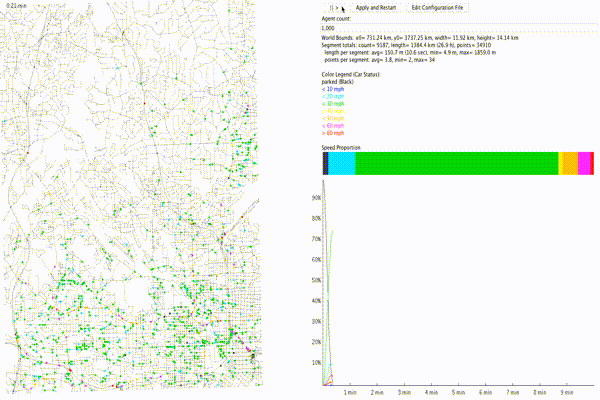 0:21 min
|| >
Apply and Restart
Edit Configuration File
Agent count:
1,000
World Bounds: x0= 731.24 km, y0= 3737.25 km, width= 11.92 km, height= 14.14 km
Segment totals: count= 9187, length= 1384.4 km (26.9 h), points= 34910
length per segment: avg= 150.7 m (10.6 sec), min= 4.9 m, max= 1859.0 m
points per segment: avg= 3.8, min= 2, max= 34
Color Legend (Car Status):
parked (Black)
< 10 mph
< 20 mph
< 30 mph
< 60 mph
> 60 mph
Speed Proportion
90%
80%
70%
60%
50%
40%
30%
20%
10%
1 min
2 min
3 min
4 min
5 min
6 min
7 min
8 min
9 min